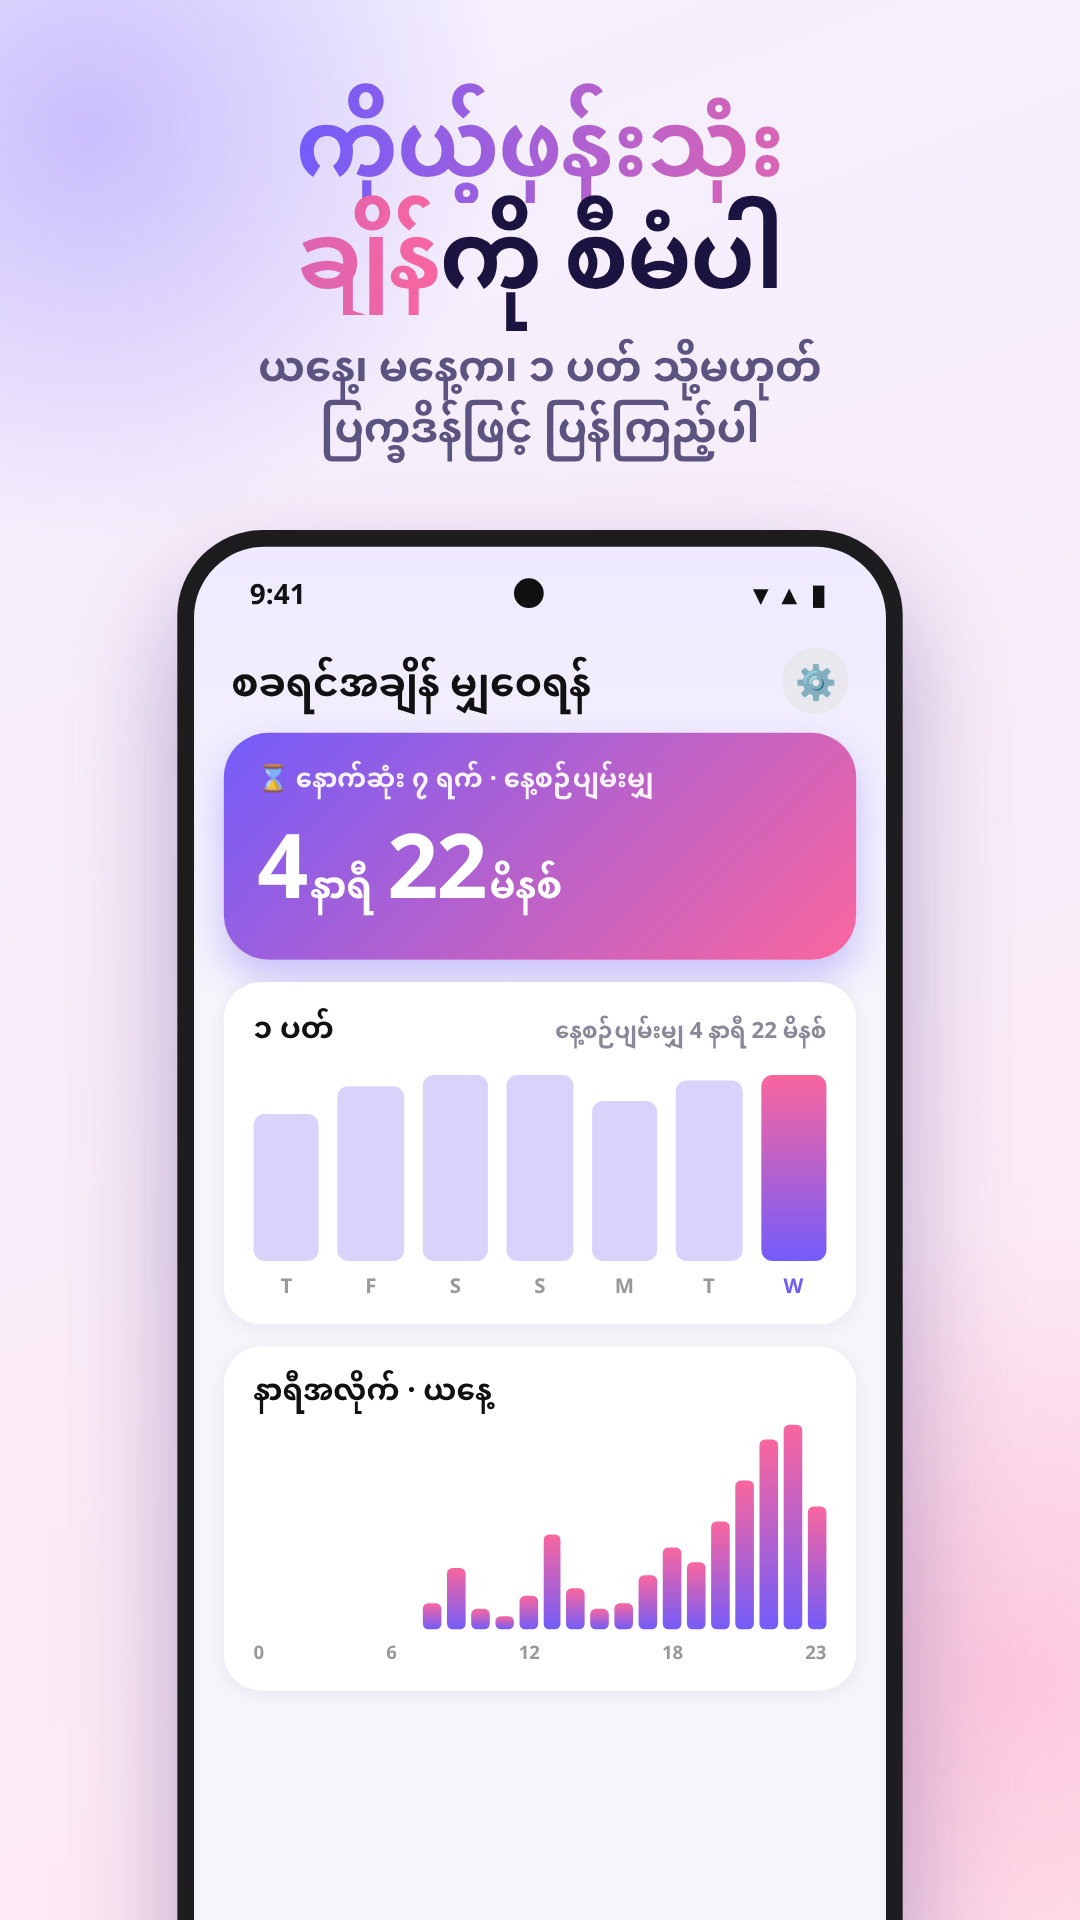 ကိုယ့်ဖုန်းသုံး
ချိန်ကို စီမံပါ
ယနေ့၊ မနေ့က၊ ၁ ပတ် သို့မဟုတ်
ပြက္ခဒိန်ဖြင့် ပြန်ကြည့်ပါ
9:41
စခရင်အချိန် မျှဝေရန်
⌛ နောက်ဆုံး ၇ ရက် · နေ့စဉ်ပျမ်းမျှ
4နာရီ 22မိနစ်
၁ ပတ်
နေ့စဉ်ပျမ်းမျှ 4 နာရီ 22 မိနစ်
T F S S M T W
နာရီအလိုက် · ယနေ့
0 6 12 18 23